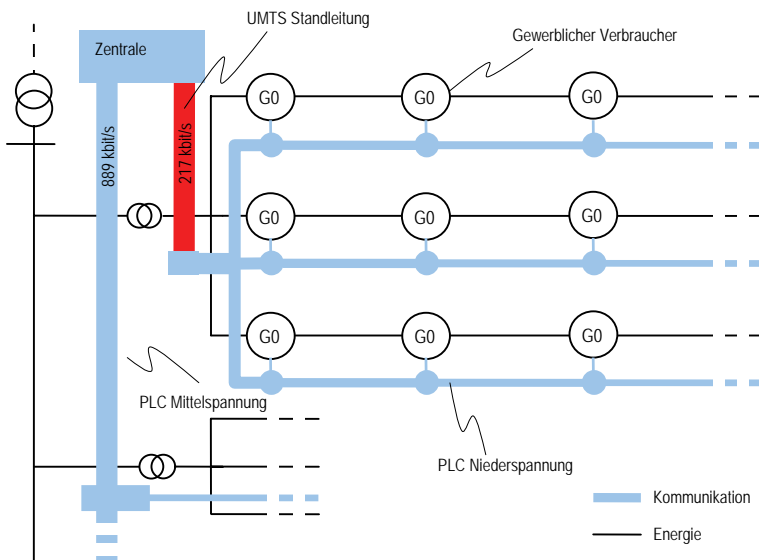 UMTS Standleitung
Gewerblicher Verbraucher
Zentrale
889 kbit/s
217 kbit/s
G0
G0
G0
G0
G0
G0
G0
G0
G0
PLC Mittelspannung
PLC Niederspannung
Kommunikation
Energie